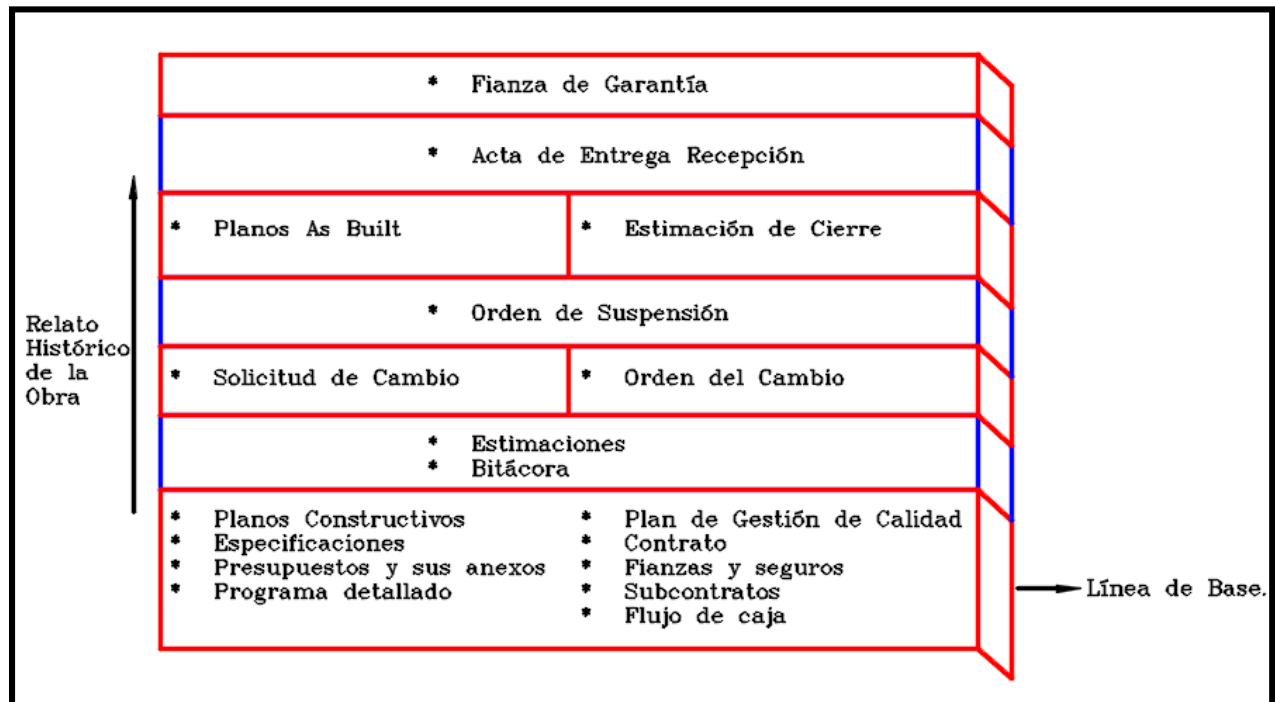 * Fianza de Garantía
* Acta de Entrega Recepción
* Planos As Built
* Estimación de Cierre
* Orden de Suspensión
* Solicitud de Cambio
* Orden del Cambio
* Estimaciones
* Bitácora
* Planos Constructivos
* Especificaciones
* Presupuestos y sus anexos
* Programa detallado
* Plan de Gestión de Calidad
* Contrato
* Fianzas y seguros
* Subcontratos
* Flujo de caja
Relato
Histórico
de la
Obra
Línea de Base.